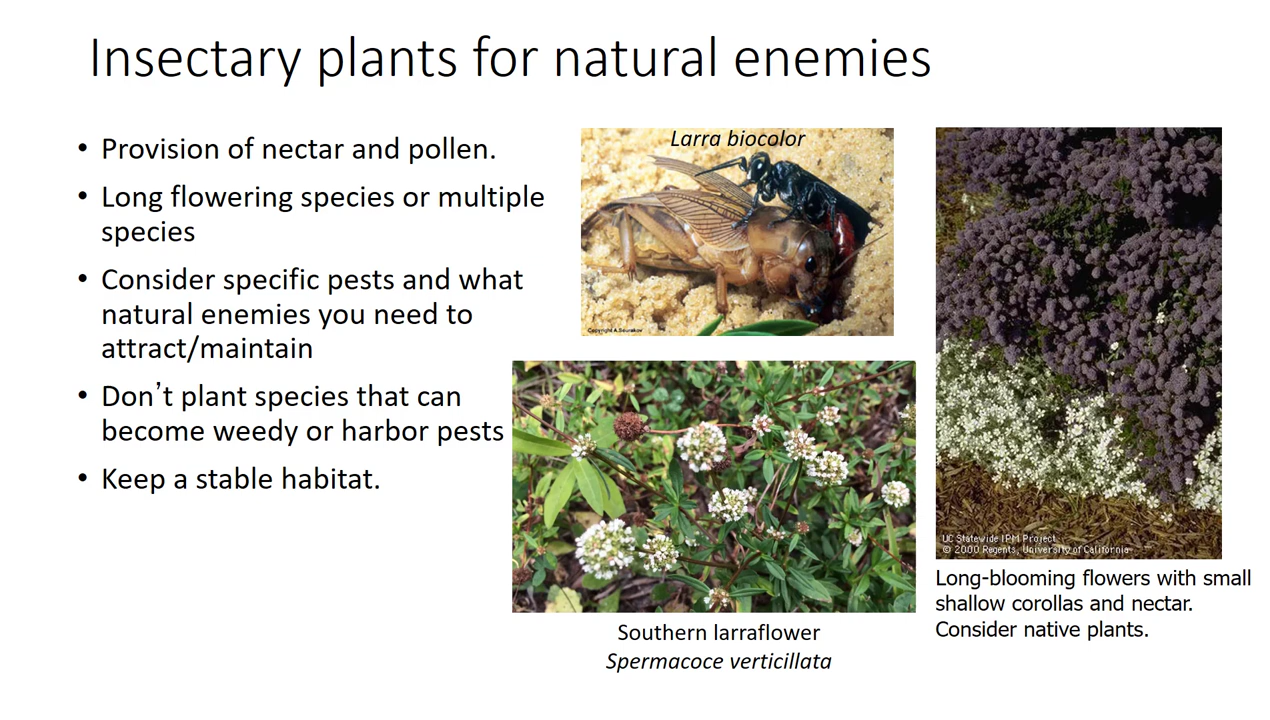 Insectary plants for natural enemies
• Provision of nectar and pollen.
• Long flowering species or multiple
species
• Consider specific pests and what
natural enemies you need to
attract/maintain
• Don’t plant species that can
become weedy or harbor pests
• Keep a stable habitat.
Larra biocolor
Copyright A.Sourakov
Southern larraflower
Spermacoce verticillata
UC Statewide IPM Project
© 2000 Regents, University of California
Long-blooming flowers with small
shallow corollas and nectar.
Consider native plants.